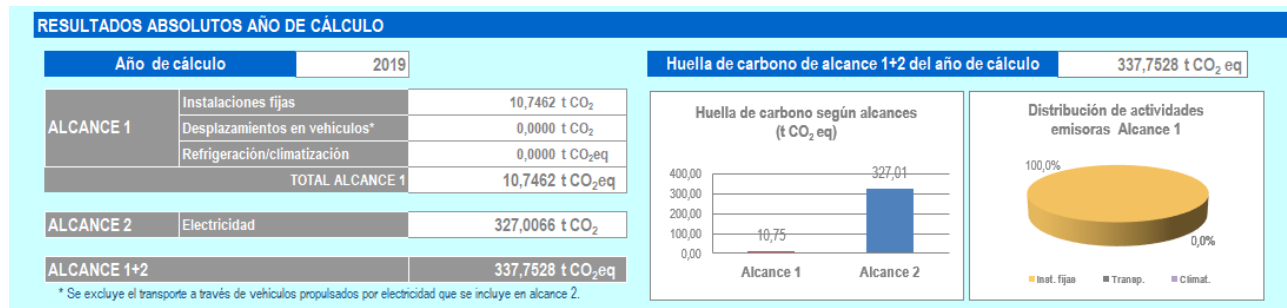 RESULTADOS ABSOLUTOS AÑO DE CÁLCULO
Año de cálculo 2019
Huella de carbono de alcance 1+2 del año de cálculo 337,7528 t CO₂ eq
ALCANCE 1
Instalaciones fijas 10,7462 t CO₂
Desplazamientos en vehículos* 0,0000 t CO₂
Refrigeración/climatización 0,0000 t CO₂eq
TOTAL ALCANCE 1 10,7462 t CO₂eq
ALCANCE 2 Electricidad 327,0066 t CO₂
ALCANCE 1+2 337,7528 t CO₂eq
* Se excluye el transporte a través de vehículos propulsados por electricidad que se incluye en alcance 2.
Huella de carbono según alcances
(t CO₂ eq)
400,00
300,00
200,00
100,00
0,00
10,75
327,01
Alcance 1 Alcance 2
Distribución de actividades
emisoras Alcance 1
100,0%
0,0%
Inst. fijas Transp. Climat.